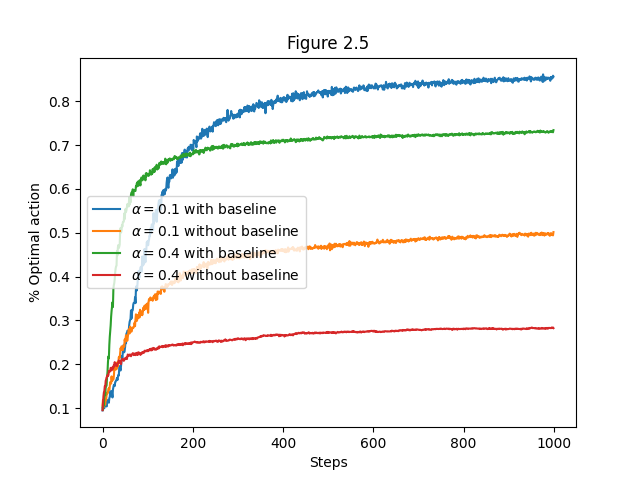 Figure 2.5
% Optimal action
0.8
0.7
0.6
0.5
0.4
0.3
0.2
0.1
α = 0.1 with baseline
α = 0.1 without baseline
α = 0.4 with baseline
α = 0.4 without baseline
0 200 400 600 800 1000
Steps